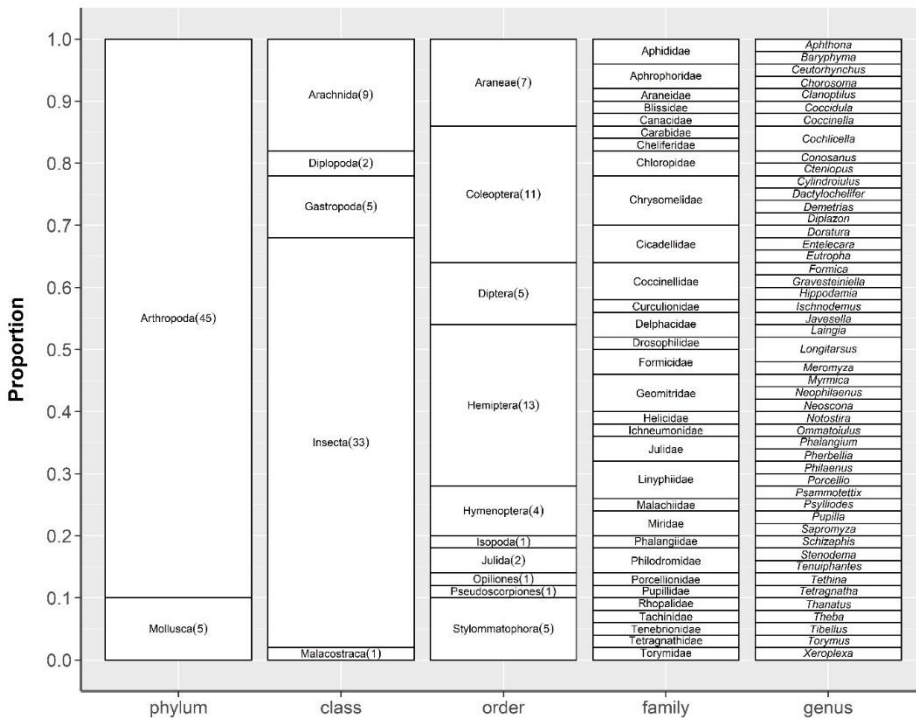 Proportion
1.0
0.9
0.8
0.7
0.6
0.5
0.4
0.3
0.2
0.1
0.0
Arthropoda(45)
Mollusca(5)
Arachnida(9)
Diplopoda(2)
Gastropoda(5)
Insecta(33)
Malacostraca(1)
Araneae(7)
Coleoptera(11)
Diptera(5)
Hemiptera(13)
Hymenoptera(4)
Isopoda(1)
Julida(2)
Opiliones(1)
Pseudoscorpiones(1)
Stylommatophora(5)
Aphididae
Aphrophoridae
Araneidae
Blissidae
Canacidae
Carabidae
Cheliferidae
Chloropidae
Chrysomelidae
Cicadellidae
Coccinellidae
Curculionidae
Delphacidae
Drosophilidae
Formicidae
Geomitridae
Helicidae
Ichneumonidae
Julidae
Linyphiidae
Malachiidae
Miridae
Phalangiidae
Philodromidae
Porcellionidae
Pupillidae
Rhopalidae
Tachinidae
Tenebrionidae
Tetragnathidae
Torymidae
Aphthona
Baryphyma
Ceutorhynchus
Chorosoma
Clanoptilus
Coccidula
Coccinella
Cochlicella
Conosanus
Cteniopus
Cylindroiulus
Dactylochelifer
Demetrias
Diplazon
Doratura
Entelecara
Eutropha
Formica
Gravesteiniella
Hippodamia
Ischnodemus
Javesella
Laingia
Longitarsus
Meromyza
Myrmica
Neophilaenus
Neoscona
Notostira
Ommatoiulus
Phalangium
Pherbellia
Philaenus
Porcellio
Psammotettix
Psylliodes
Pupilla
Sapromyza
Schizaphis
Stenodema
Tenuiphantes
Tethina
Tetragnatha
Thanatus
Theba
Tibellus
Torymus
Xeroplexa
phylum
class
order
family
genus